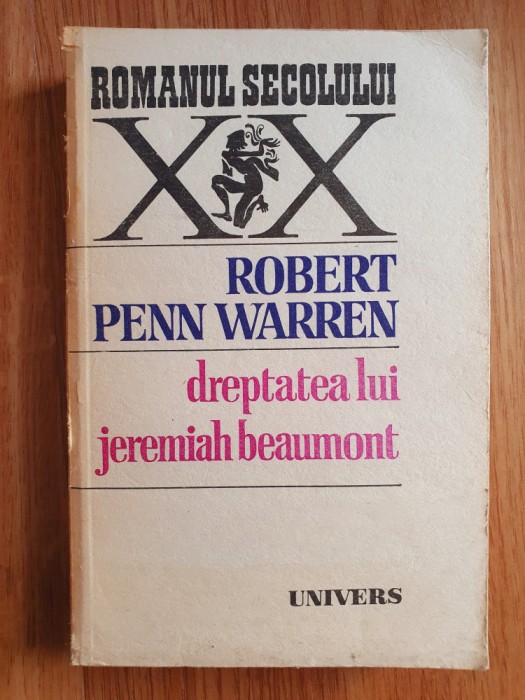 ROMANUL SECOLULUI
XX
ROBERT
PENN WARREN
dreptatea lui
jeremiah beaumont
UNIVERS